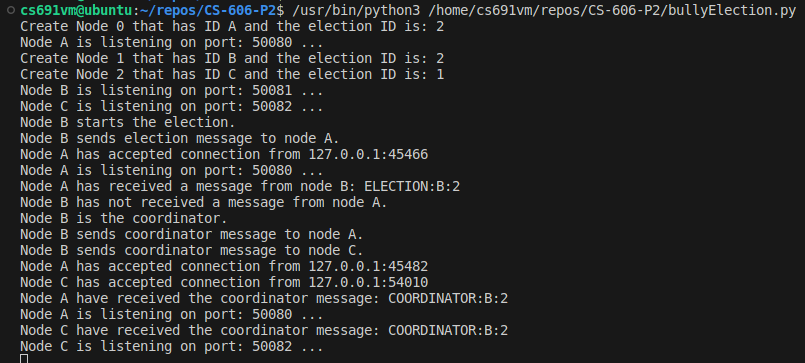 cs691vm@ubuntu:~/repos/CS-606-P2$ /usr/bin/python3 /home/cs691vm/repos/CS-606-P2/bullyElection.py
Create Node 0 that has ID A and the election ID is: 2
Node A is listening on port: 50080 ...
Create Node 1 that has ID B and the election ID is: 2
Create Node 2 that has ID C and the election ID is: 1
Node B is listening on port: 50081 ...
Node C is listening on port: 50082 ...
Node B starts the election.
Node B sends election message to node A.
Node A has accepted connection from 127.0.0.1:45466
Node A is listening on port: 50080 ...
Node A has received a message from node B: ELECTION:B:2
Node B has not received a message from node A.
Node B is the coordinator.
Node B sends coordinator message to node A.
Node B sends coordinator message to node C.
Node A has accepted connection from 127.0.0.1:45482
Node C has accepted connection from 127.0.0.1:54010
Node A have received the coordinator message: COORDINATOR:B:2
Node A is listening on port: 50080 ...
Node C have received the coordinator message: COORDINATOR:B:2
Node C is listening on port: 50082 ...